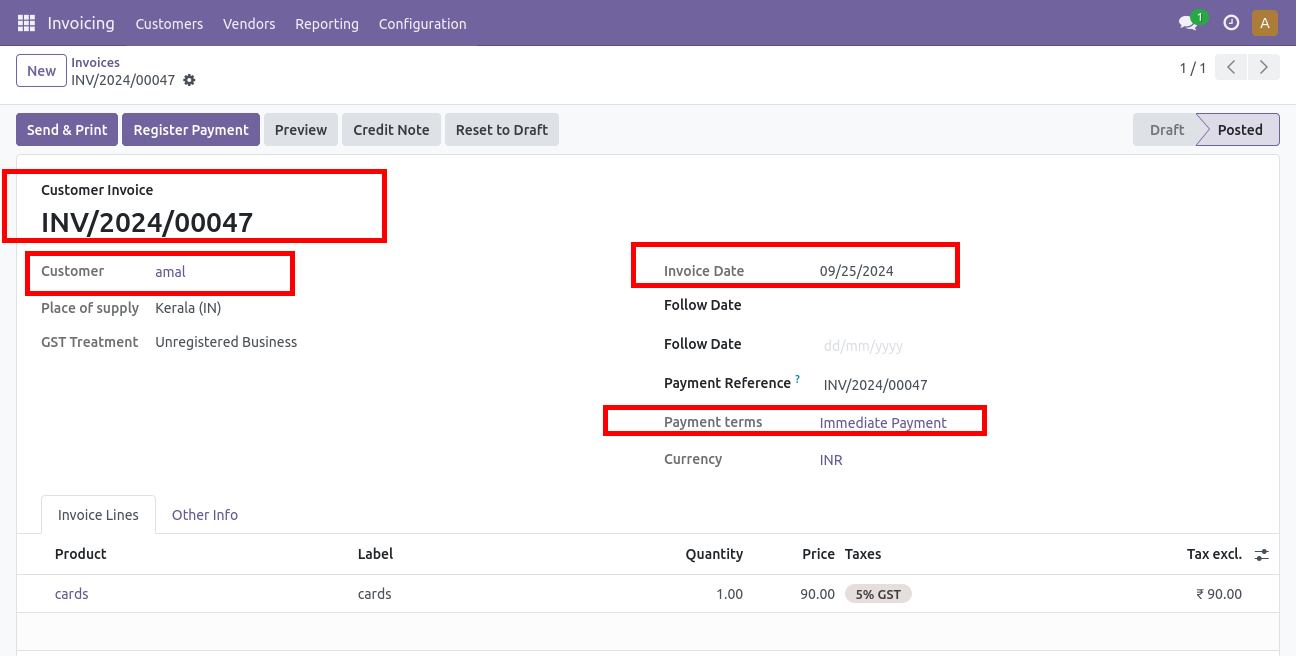 Invoicing Customers Vendors Reporting Configuration 1 A
New Invoices
INV/2024/00047
1 / 1
Send & Print Register Payment Preview Credit Note Reset to Draft Draft Posted
Customer Invoice
INV/2024/00047
Customer amal
Place of supply Kerala (IN)
GST Treatment Unregistered Business
Invoice Date 09/25/2024
Follow Date
Follow Date dd/mm/yyyy
Payment Reference ? INV/2024/00047
Payment terms Immediate Payment
Currency INR
Invoice Lines Other Info
Product Label Quantity Price Taxes Tax excl.
cards cards 1.00 90.00 5% GST ₹ 90.00